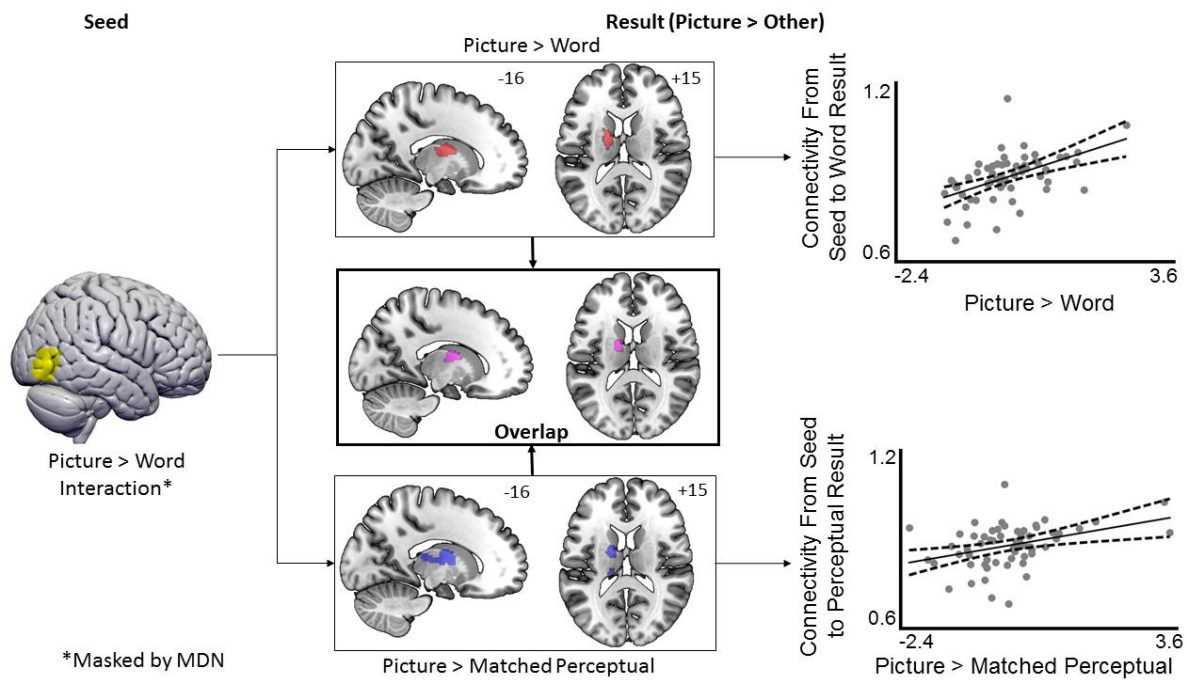 Seed
Result (Picture > Other)
Picture > Word
-16
+15
1.2
Connectivity From
Seed to Word Result
0.6
-2.4
3.6
Picture > Word
Overlap
Picture > Word
Interaction*
-16
+15
1.2
Connectivity From Seed
to Perceptual Result
0.6
-2.4
3.6
Picture > Matched Perceptual
Picture > Matched Perceptual
*Masked by MDN